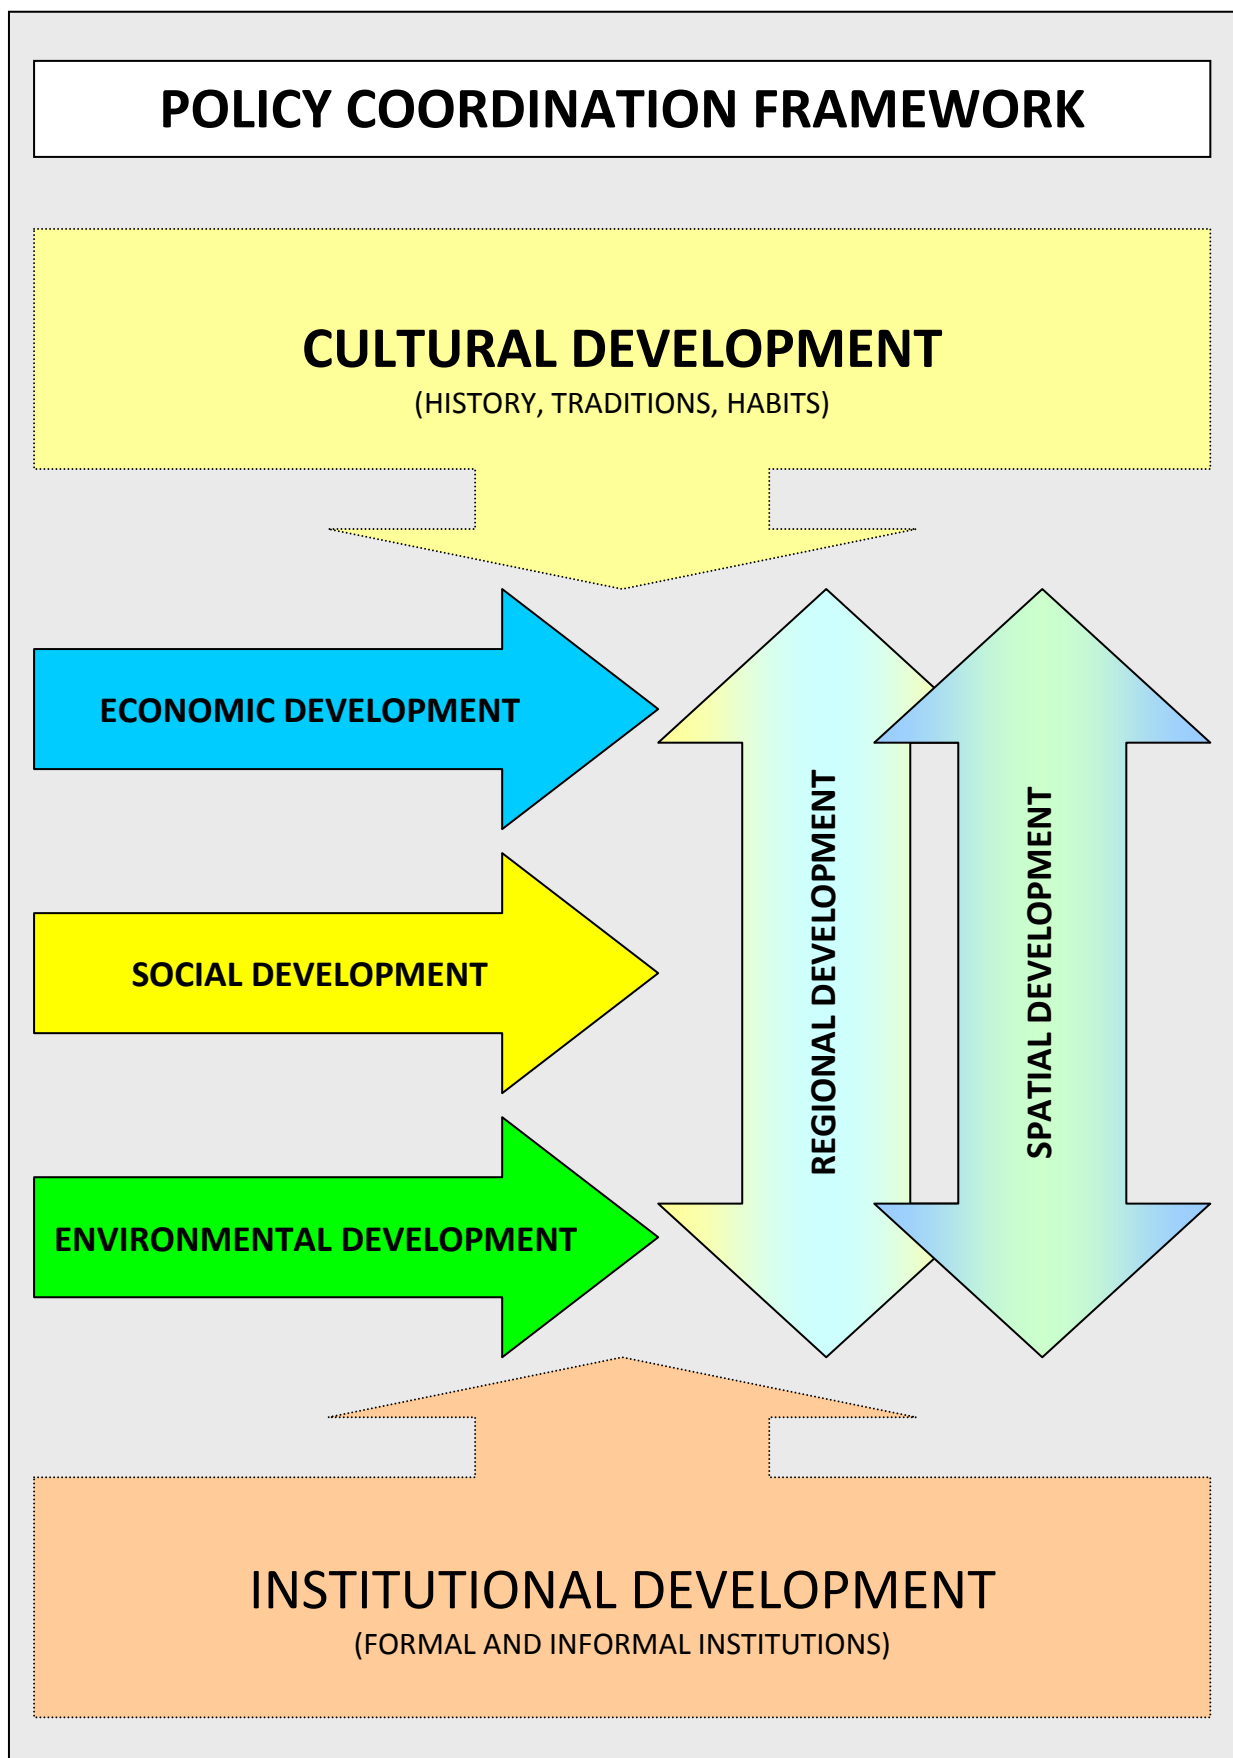 POLICY COORDINATION FRAMEWORK
CULTURAL DEVELOPMENT
(HISTORY, TRADITIONS, HABITS)
ECONOMIC DEVELOPMENT
SOCIAL DEVELOPMENT
ENVIRONMENTAL DEVELOPMENT
REGIONAL DEVELOPMENT
SPATIAL DEVELOPMENT
INSTITUTIONAL DEVELOPMENT
(FORMAL AND INFORMAL INSTITUTIONS)